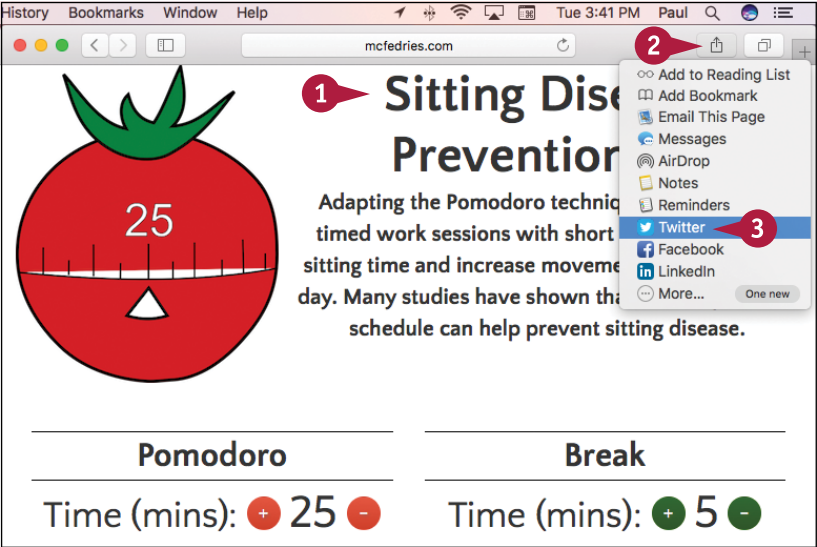 History Bookmarks Window Help Tue 3:41 PM Paul
mcfedries.com
2
1
Sitting Dise
Prevention
Adapting the Pomodoro techniq
timed work sessions with short
sitting time and increase moveme
day. Many studies have shown tha
schedule can help prevent sitting disease.
Add to Reading List
Add Bookmark
Email This Page
Messages
AirDrop
Notes
Reminders
Twitter
3
Facebook
in LinkedIn
More... One new
25
Pomodoro
Time (mins): + 25 -
Break
Time (mins): + 5 -